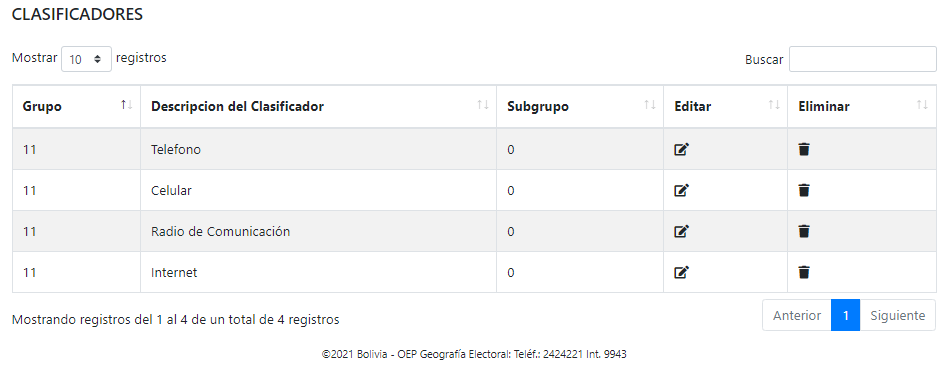 CLASIFICADORES
Mostrar 10 registros Buscar
Grupo Descripcion del Clasificador Subgrupo Editar Eliminar
11 Telefono 0
11 Celular 0
11 Radio de Comunicación 0
11 Internet 0
Mostrando registros del 1 al 4 de un total de 4 registros Anterior 1 Siguiente
©2021 Bolivia - OEP Geografía Electoral: Teléf.: 2424221 Int. 9943